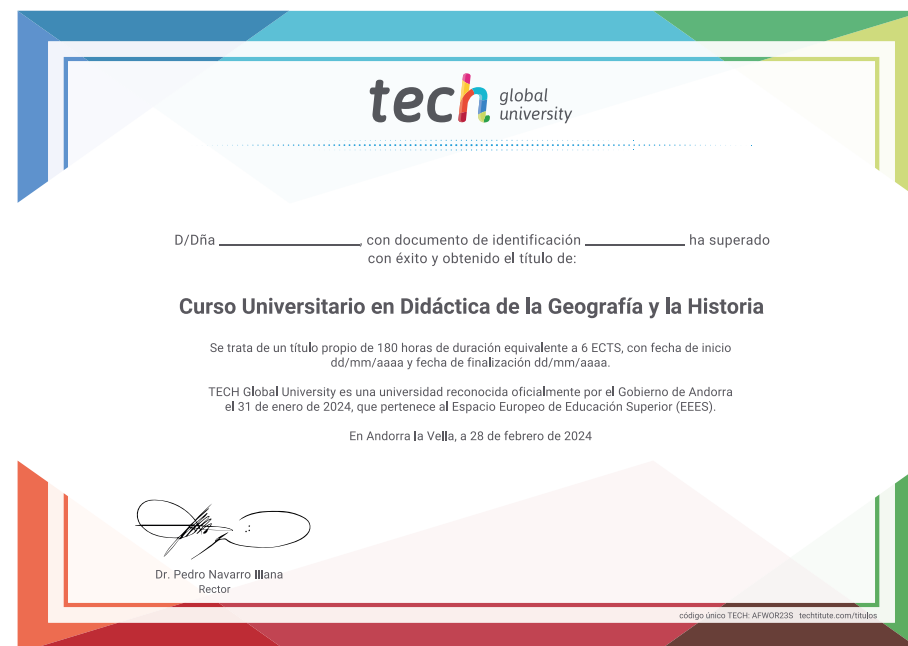 tech global university
D/Dña ____________________, con documento de identificación ______________ ha superado
con éxito y obtenido el título de:
Curso Universitario en Didáctica de la Geografía y la Historia
Se trata de un título propio de 180 horas de duración equivalente a 6 ECTS, con fecha de inicio
dd/mm/aaaa y fecha de finalización dd/mm/aaaa.
TECH Global University es una universidad reconocida oficialmente por el Gobierno de Andorra
el 31 de enero de 2024, que pertenece al Espacio Europeo de Educación Superior (EEES).
En Andorra la Vella, a 28 de febrero de 2024
Dr. Pedro Navarro Illana
Rector
código único TECH: AFWOR23S techtitute.com/titulos